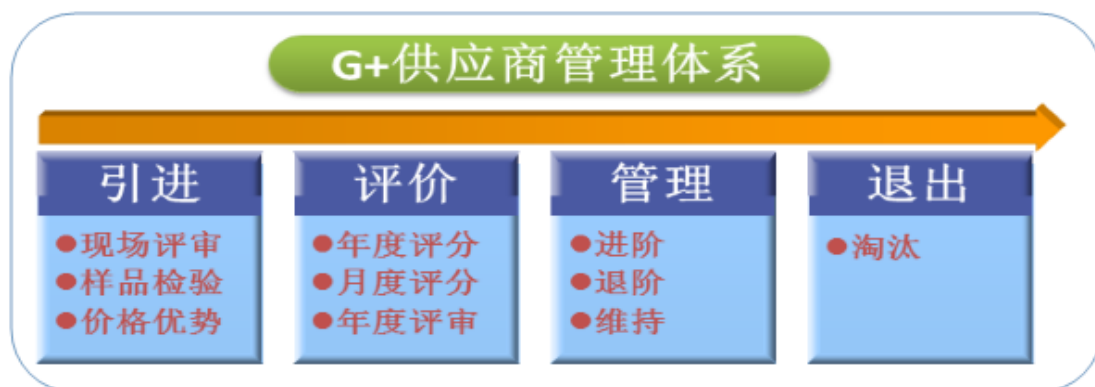 G+供应商管理体系
引进
●现场评审
●样品检验
●价格优势
评价
●年度评分
●月度评分
●年度评审
管理
●进阶
●退阶
●维持
退出
●淘汰